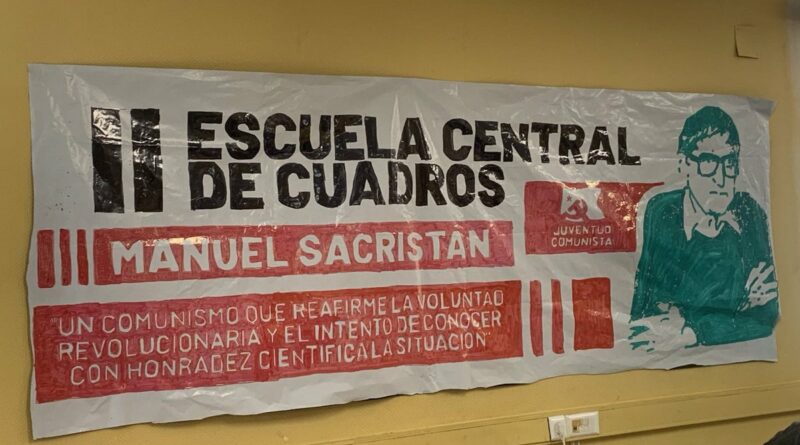 II ESCUELA CENTRAL
DE CUADROS
MANUEL SACRISTÁN
JUVENTUD
COMUNISTA
"UN COMUNISMO QUE REAFIRME LA VOLUNTAD
REVOLUCIONARIA Y EL INTENTO DE CONOCER
CON HONRADEZ CIENTIFICA LA SITUACIÓN"